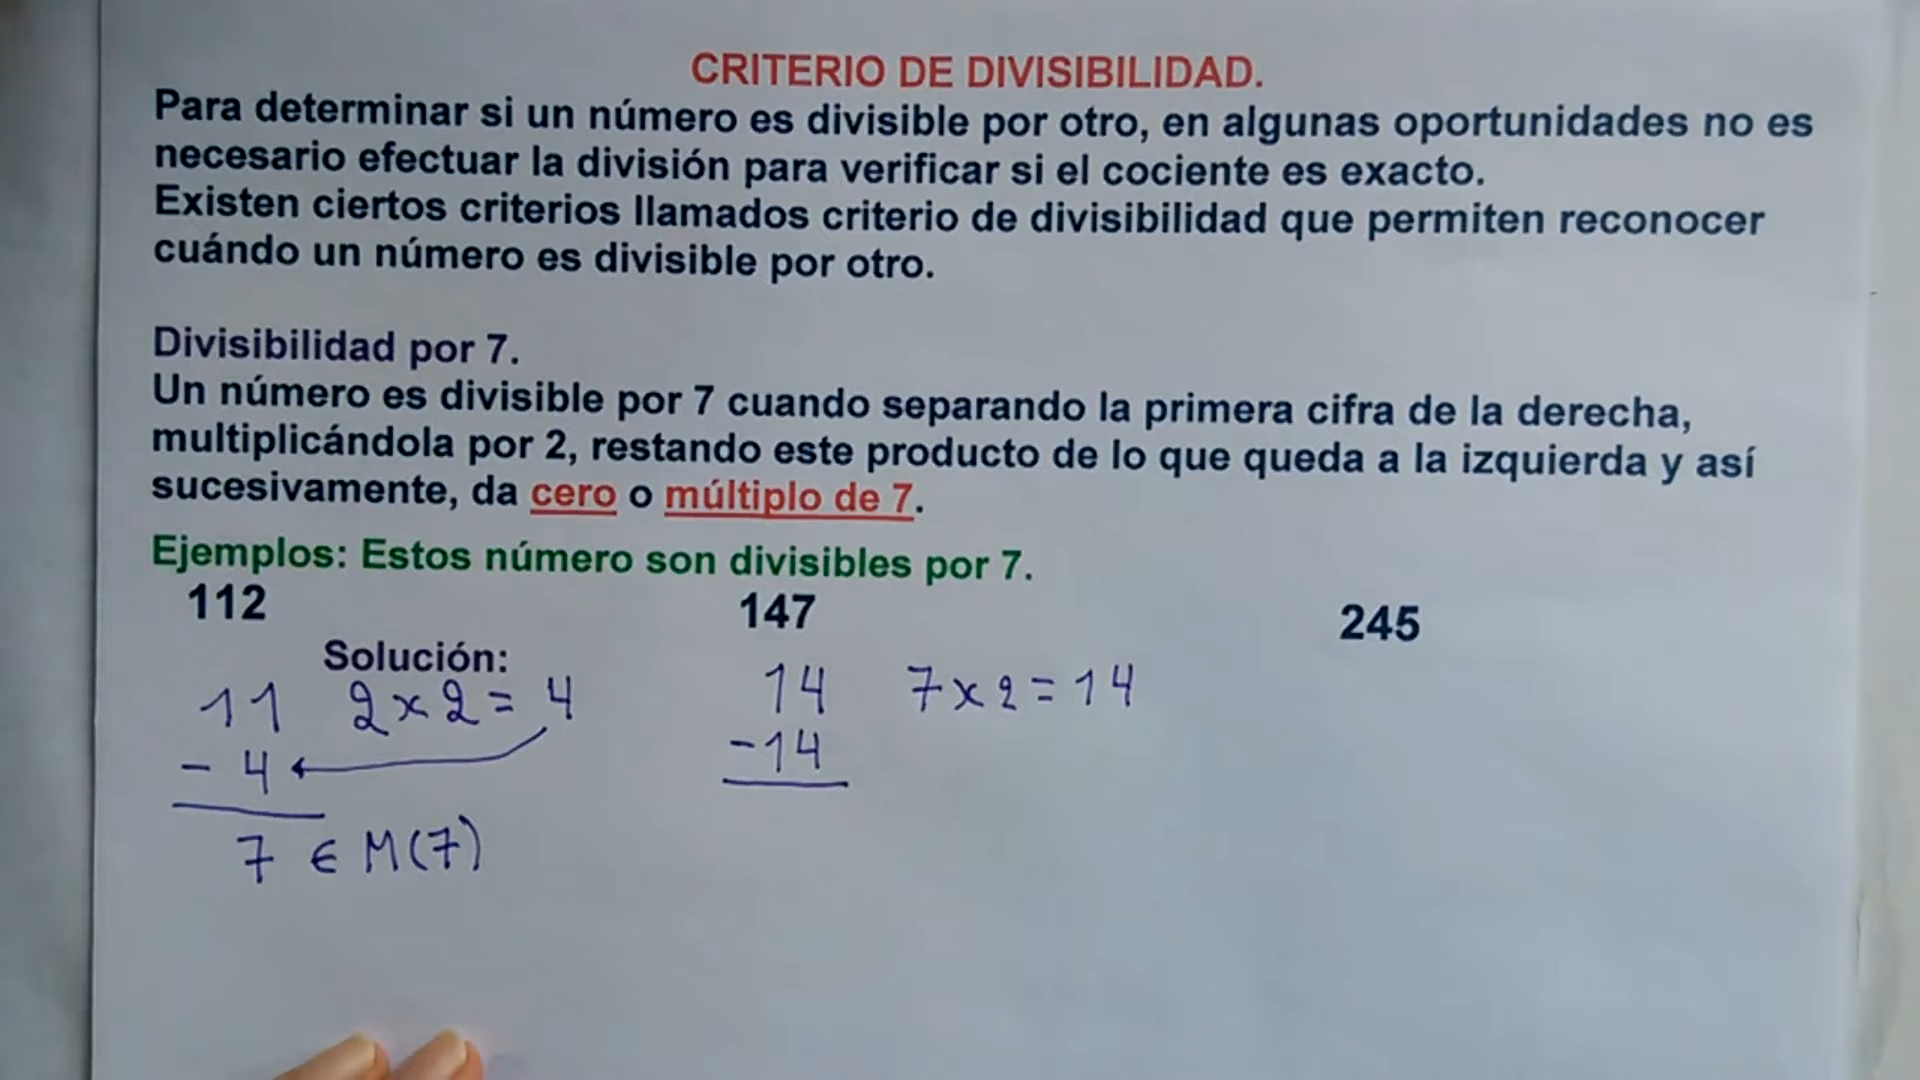 CRITERIO DE DIVISIBILIDAD.
Para determinar si un número es divisible por otro, en algunas oportunidades no es
necesario efectuar la división para verificar si el cociente es exacto.
Existen ciertos criterios llamados criterio de divisibilidad que permiten reconocer
cuándo un número es divisible por otro.
Divisibilidad por 7.
Un número es divisible por 7 cuando separando la primera cifra de la derecha,
multiplicándola por 2, restando este producto de lo que queda a la izquierda y así
sucesivamente, da cero o múltiplo de 7.
Ejemplos: Estos número son divisibles por 7.
112 147 245
Solución:
11 2x2= 4 14 7x2=14
- 4 -14
7 ∈ M(7)